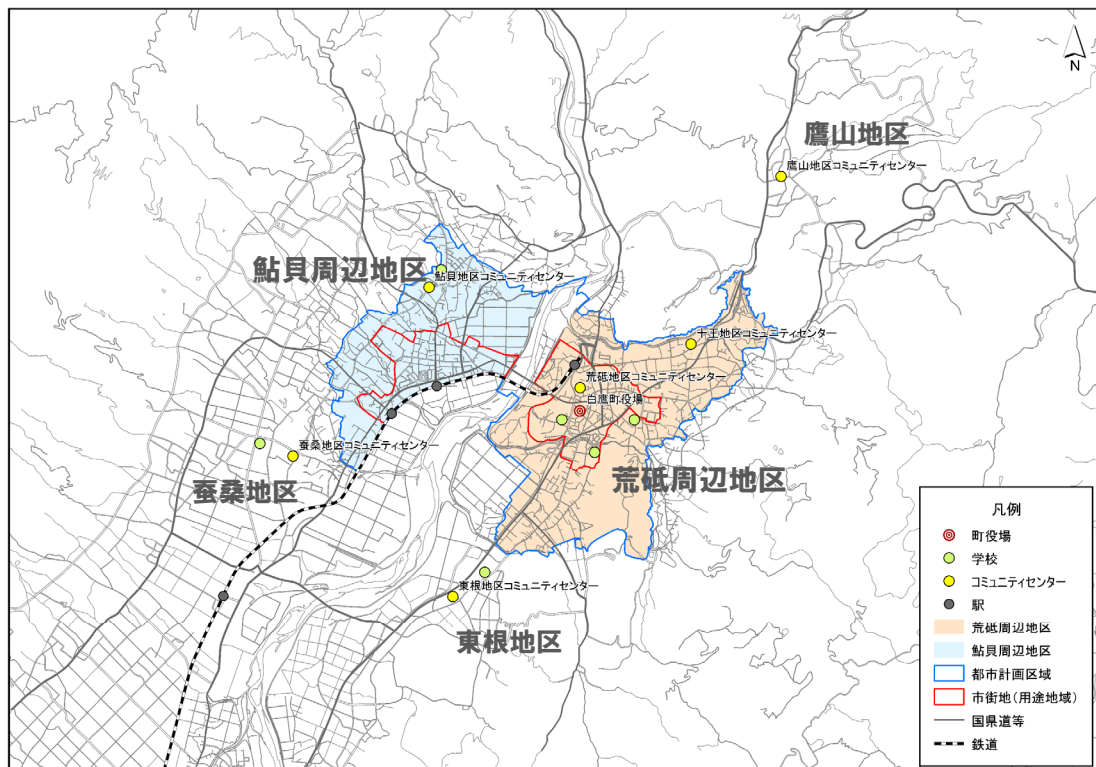 N
鷹山地区
鷹山地区コミュニティセンター
鮎貝周辺地区
鮎貝地区コミュニティセンター
十王地区コミュニティセンター
荒砥地区コミュニティセンター
白鷹町役場
蚕桑地区コミュニティセンター
蚕桑地区
荒砥周辺地区
東根地区コミュニティセンター
東根地区
凡例
町役場
学校
コミュニティセンター
駅
荒砥周辺地区
鮎貝周辺地区
都市計画区域
市街地(用途地域)
国県道等
鉄道